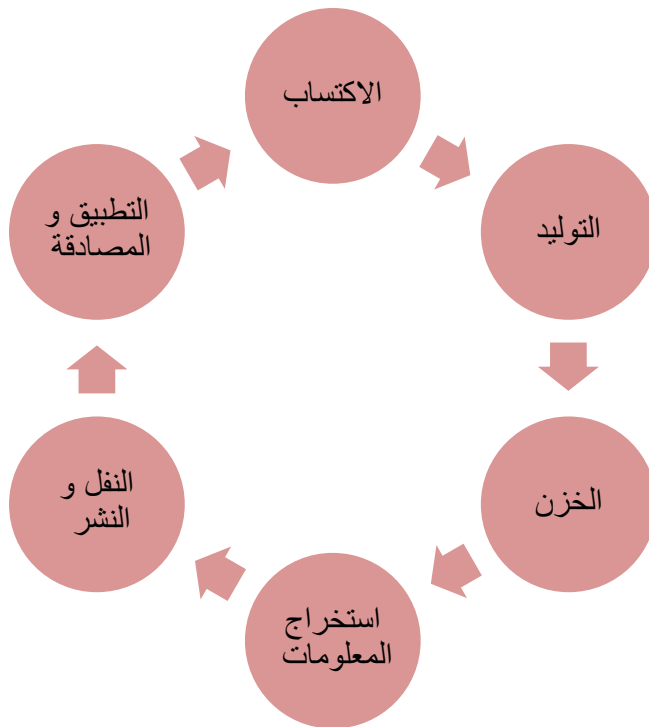 الاكتساب
التوليد
الخزن
استخراج
المعلومات
النفل و
النشر
التطبيق و
المصادقة